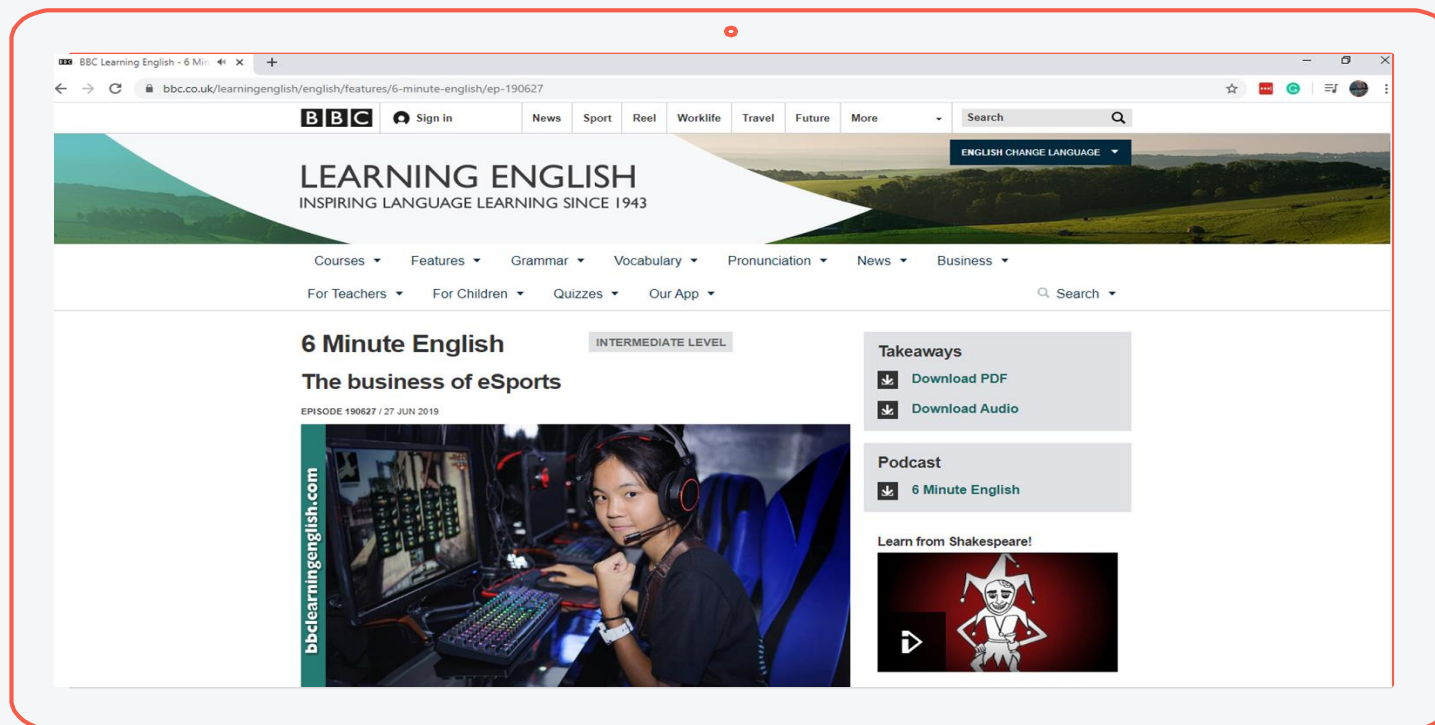 BBC Learning English - 6 Min
bbc.co.uk/learningenglish/english/features/6-minute-english/ep-190627
BBC Sign in News Sport Reel Worklife Travel Future More Search
ENGLISH CHANGE LANGUAGE
LEARNING ENGLISH
INSPIRING LANGUAGE LEARNING SINCE 1943
Courses Features Grammar Vocabulary Pronunciation News Business
For Teachers For Children Quizzes Our App Search
6 Minute English INTERMEDIATE LEVEL
The business of eSports
EPISODE 190627 / 27 JUN 2019
bbclearningenglish.com
Takeaways
Download PDF
Download Audio
Podcast
6 Minute English
Learn from Shakespeare!